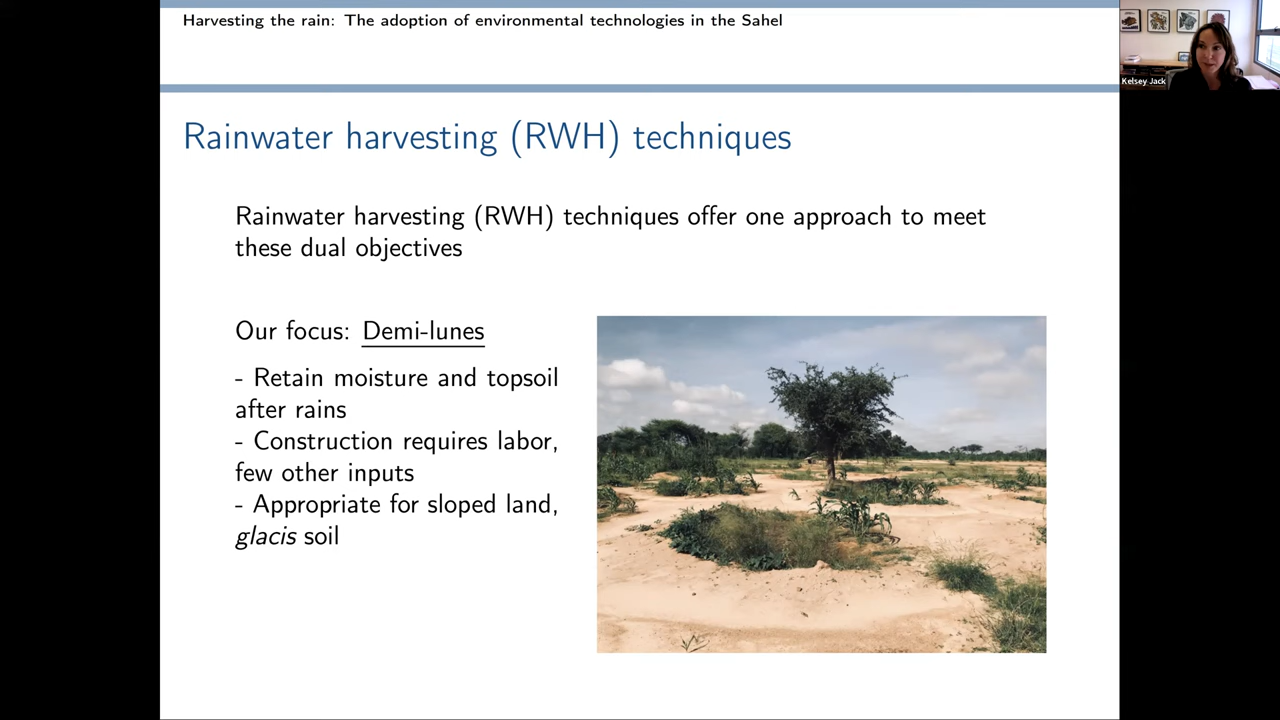 Harvesting the rain: The adoption of environmental technologies in the Sahel
Kelsey Jack
Rainwater harvesting (RWH) techniques
Rainwater harvesting (RWH) techniques offer one approach to meet
these dual objectives
Our focus: Demi-lunes
- Retain moisture and topsoil
after rains
- Construction requires labor,
few other inputs
- Appropriate for sloped land,
glacis soil